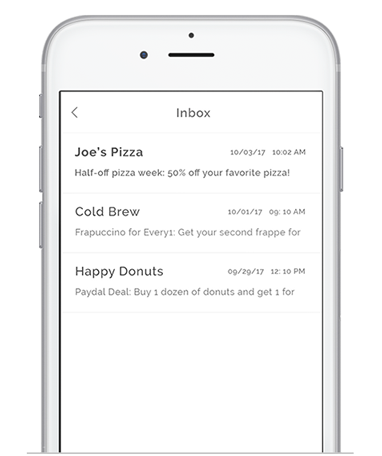 Inbox
Joe's Pizza 10/03/17 10:02 AM
Half-off pizza week: 50% off your favorite pizza!
Cold Brew 10/01/17 09:10 AM
Frapuccino for Every1: Get your second frappe for
Happy Donuts 09/29/17 12:10 PM
Paydal Deal: Buy 1 dozen of donuts and get 1 for